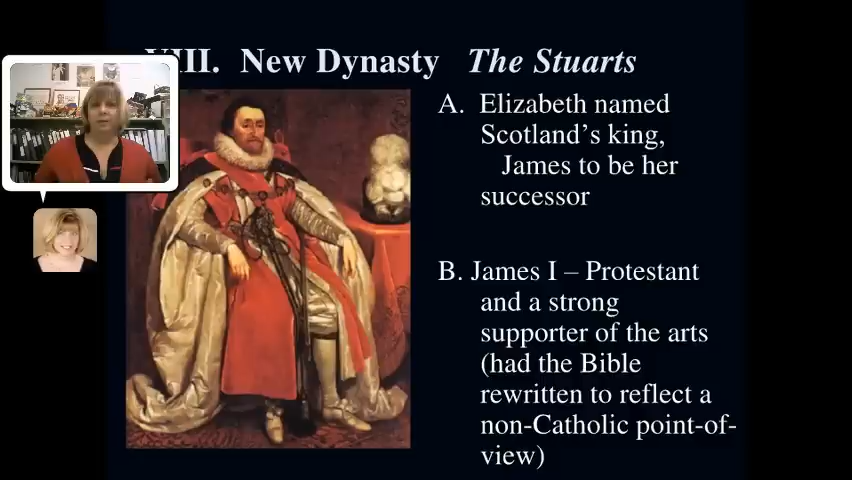 VIII. New Dynasty The Stuarts
A. Elizabeth named
Scotland's king,
James to be her
successor
B. James I – Protestant
and a strong
supporter of the arts
(had the Bible
rewritten to reflect a
non-Catholic point-of-
view)